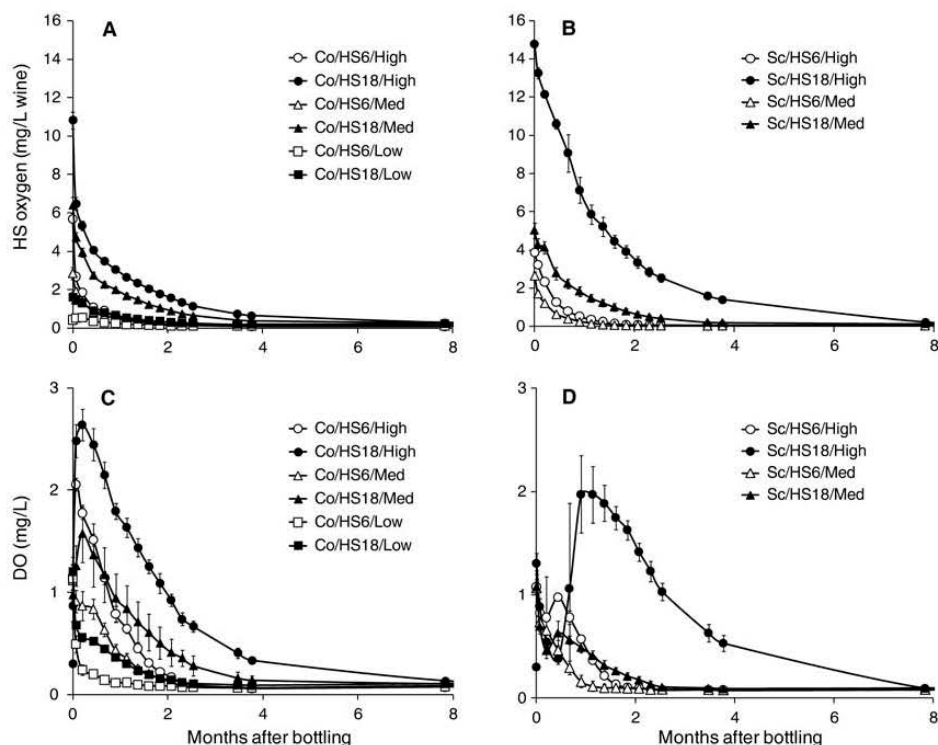 A
16
14
12
10
8
6
4
2
0
HS oxygen (mg/L wine)
0 2 4 6 8
Co/HS6/High
Co/HS18/High
Co/HS6/Med
Co/HS18/Med
Co/HS6/Low
Co/HS18/Low
B
16
14
12
10
8
6
4
2
0
0 2 4 6 8
Sc/HS6/High
Sc/HS18/High
Sc/HS6/Med
Sc/HS18/Med
C
3
2
1
0
DO (mg/L)
0 2 4 6 8
Months after bottling
Co/HS6/High
Co/HS18/High
Co/HS6/Med
Co/HS18/Med
Co/HS6/Low
Co/HS18/Low
D
3
2
1
0
0 2 4 6 8
Months after bottling
Sc/HS6/High
Sc/HS18/High
Sc/HS6/Med
Sc/HS18/Med